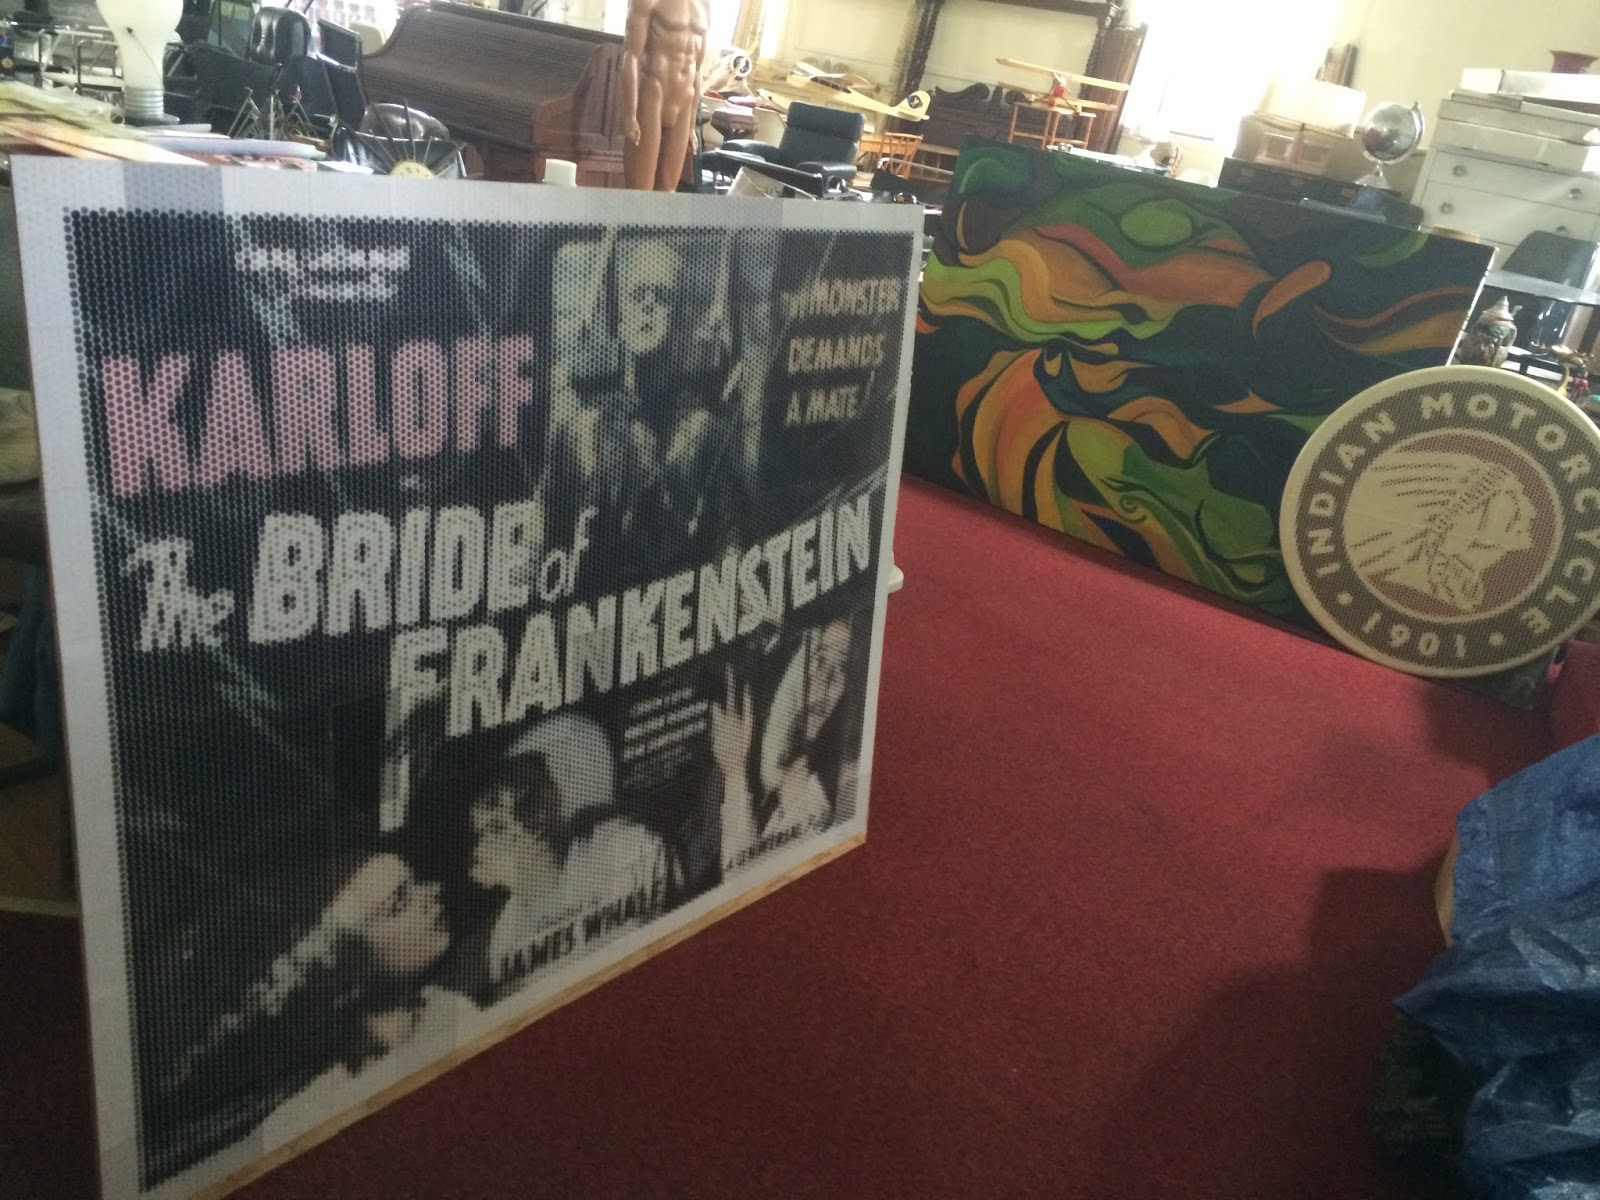 KARLOFF
THE MONSTER
DEMANDS
A MATE!
The BRIDE of
FRANKENSTEIN
JAMES WHALE
INDIAN MOTORCYCLE
• 1901 •